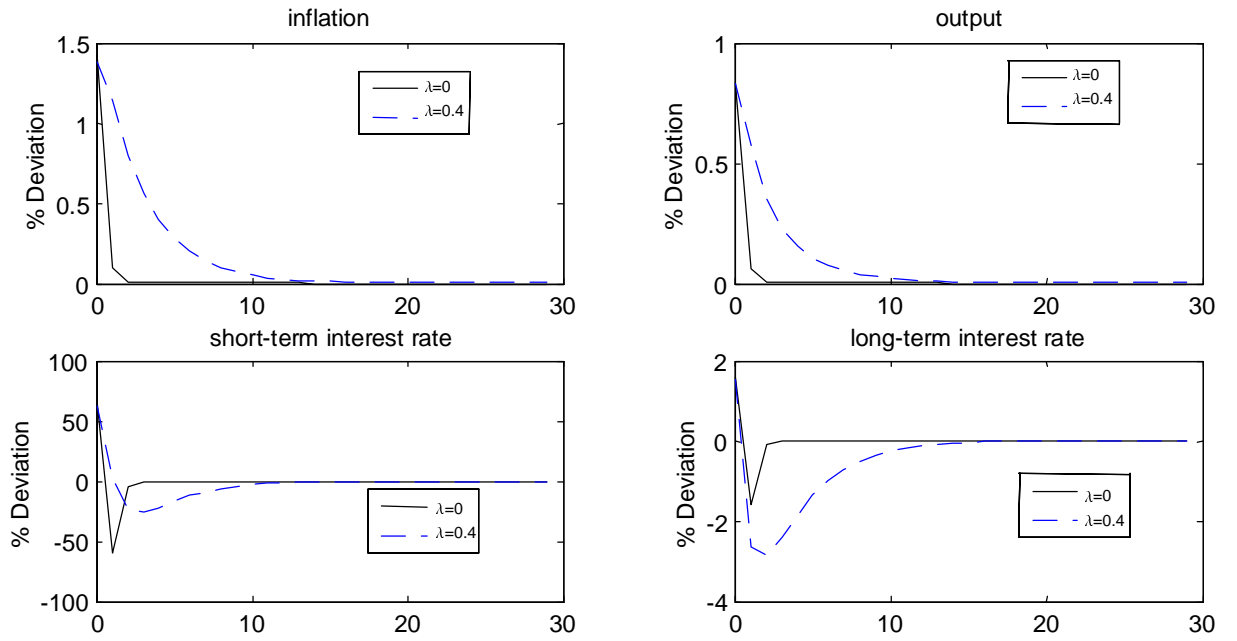 inflation
1.5
1
0.5
0
% Deviation
λ=0
λ=0.4
0
10
20
30
output
1
0.5
0
% Deviation
λ=0
λ=0.4
0
10
20
30
short-term interest rate
100
50
0
-50
-100
% Deviation
λ=0
λ=0.4
0
10
20
30
long-term interest rate
2
0
-2
-4
% Deviation
λ=0
λ=0.4
0
10
20
30